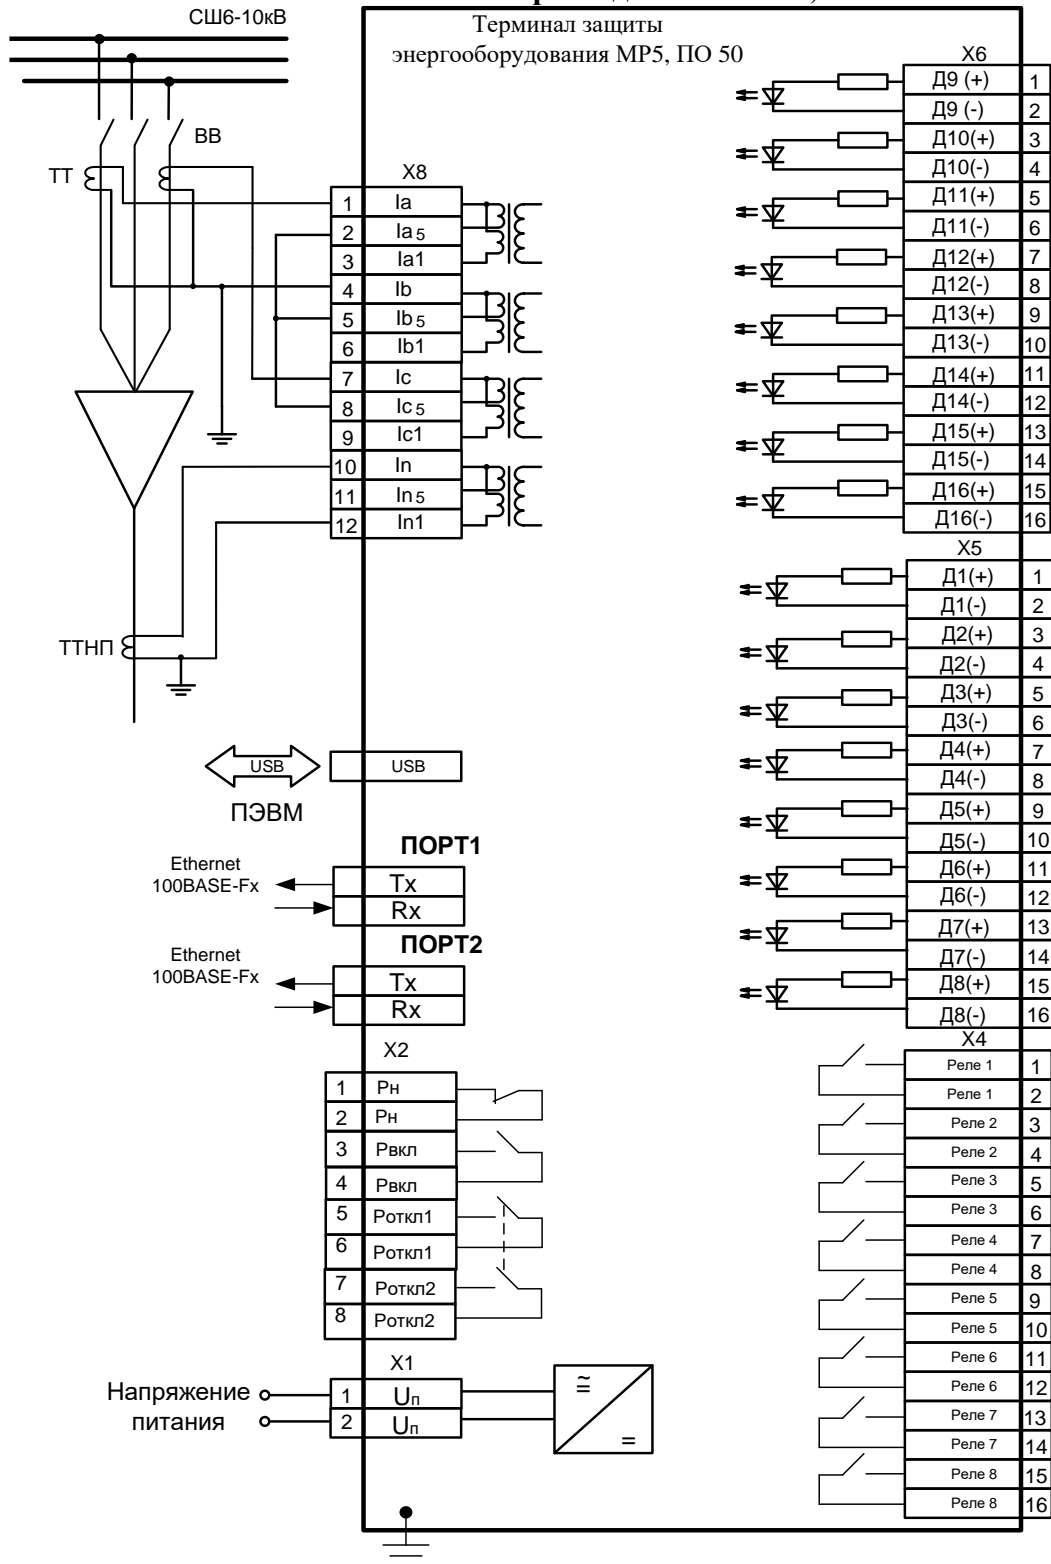 СШ6-10кВ
Терминал защиты
энергооборудования МР5, ПО 50
ВВ
ТТ
X8
1 Ia
2 Ia5
3 Ia1
4 Ib
5 Ib5
6 Ib1
7 Ic
8 Ic5
9 Ic1
10 In
11 In5
12 In1
ТТНП
USB
USB
ПЭВМ
ПОРТ1
Ethernet
100BASE-Fx
Tx
Rx
ПОРТ2
Ethernet
100BASE-Fx
Tx
Rx
X2
1 Рн
2 Рн
3 Рвкл
4 Рвкл
5 Роткл1
6 Роткл1
7 Роткл2
8 Роткл2
X1
Напряжение
питания
1 Uп
2 Uп
X6
Д9 (+) 1
Д9 (-) 2
Д10(+) 3
Д10(-) 4
Д11(+) 5
Д11(-) 6
Д12(+) 7
Д12(-) 8
Д13(+) 9
Д13(-) 10
Д14(+) 11
Д14(-) 12
Д15(+) 13
Д15(-) 14
Д16(+) 15
Д16(-) 16
X5
Д1(+) 1
Д1(-) 2
Д2(+) 3
Д2(-) 4
Д3(+) 5
Д3(-) 6
Д4(+) 7
Д4(-) 8
Д5(+) 9
Д5(-) 10
Д6(+) 11
Д6(-) 12
Д7(+) 13
Д7(-) 14
Д8(+) 15
Д8(-) 16
X4
Реле 1 1
Реле 1 2
Реле 2 3
Реле 2 4
Реле 3 5
Реле 3 6
Реле 4 7
Реле 4 8
Реле 5 9
Реле 5 10
Реле 6 11
Реле 6 12
Реле 7 13
Реле 7 14
Реле 8 15
Реле 8 16